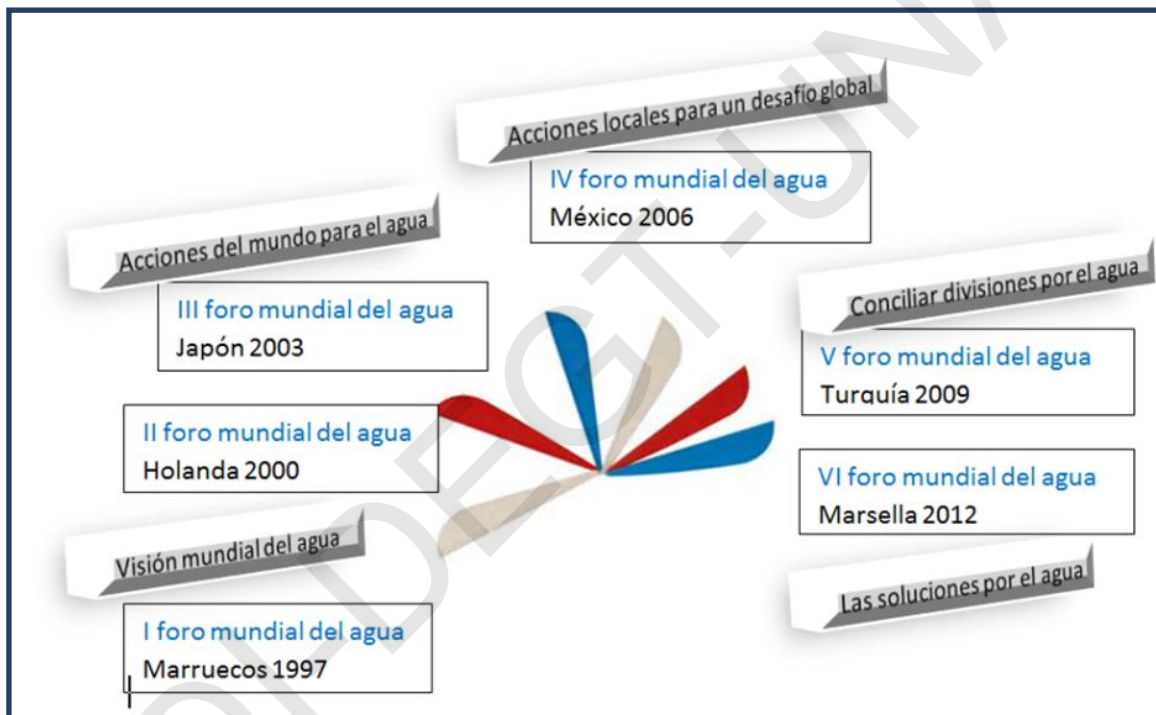 Acciones locales para un desafío global
IV foro mundial del agua
México 2006
Acciones del mundo para el agua
III foro mundial del agua
Japón 2003
Conciliar divisiones por el agua
V foro mundial del agua
Turquía 2009
II foro mundial del agua
Holanda 2000
VI foro mundial del agua
Marsella 2012
Visión mundial del agua
Las soluciones por el agua
I foro mundial del agua
Marruecos 1997
DI-DEGT-UNA